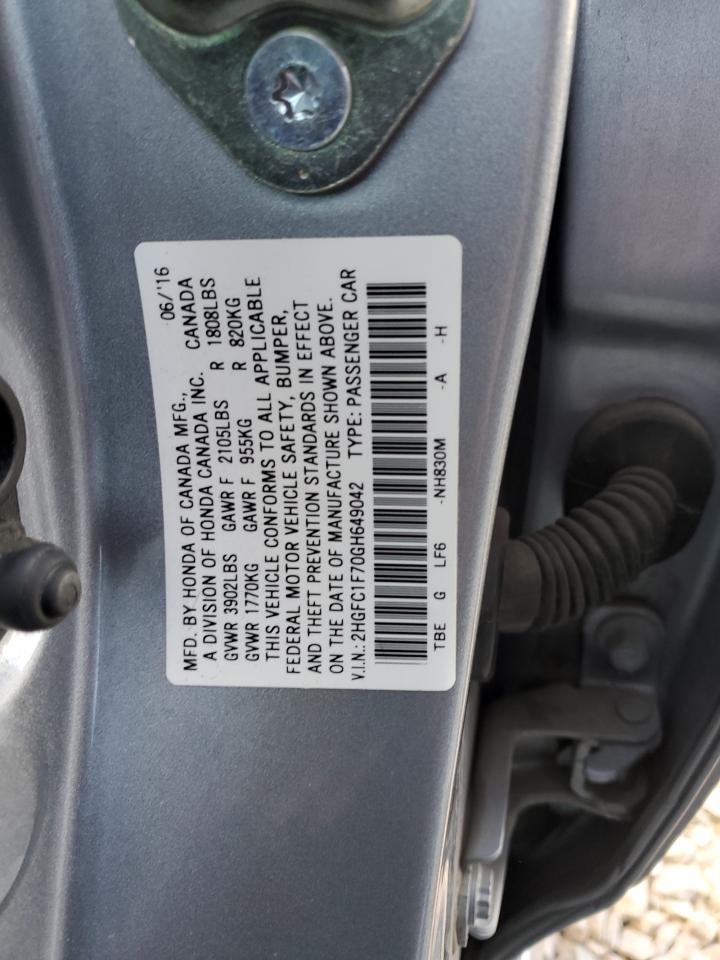 06/'16
MFD. BY HONDA OF CANADA MFG.,
A DIVISION OF HONDA CANADA INC. CANADA
GVWR 3902LBS GAWR F 2105LBS R 1808LBS
GVWR 1770KG GAWR F 955KG R 820KG
THIS VEHICLE CONFORMS TO ALL APPLICABLE
FEDERAL MOTOR VEHICLE SAFETY, BUMPER,
AND THEFT PREVENTION STANDARDS IN EFFECT
ON THE DATE OF MANUFACTURE SHOWN ABOVE.
V.I.N.: 2HGFC1F70GH649042 TYPE: PASSENGER CAR
TBE G LF6 -NH830M -A -H